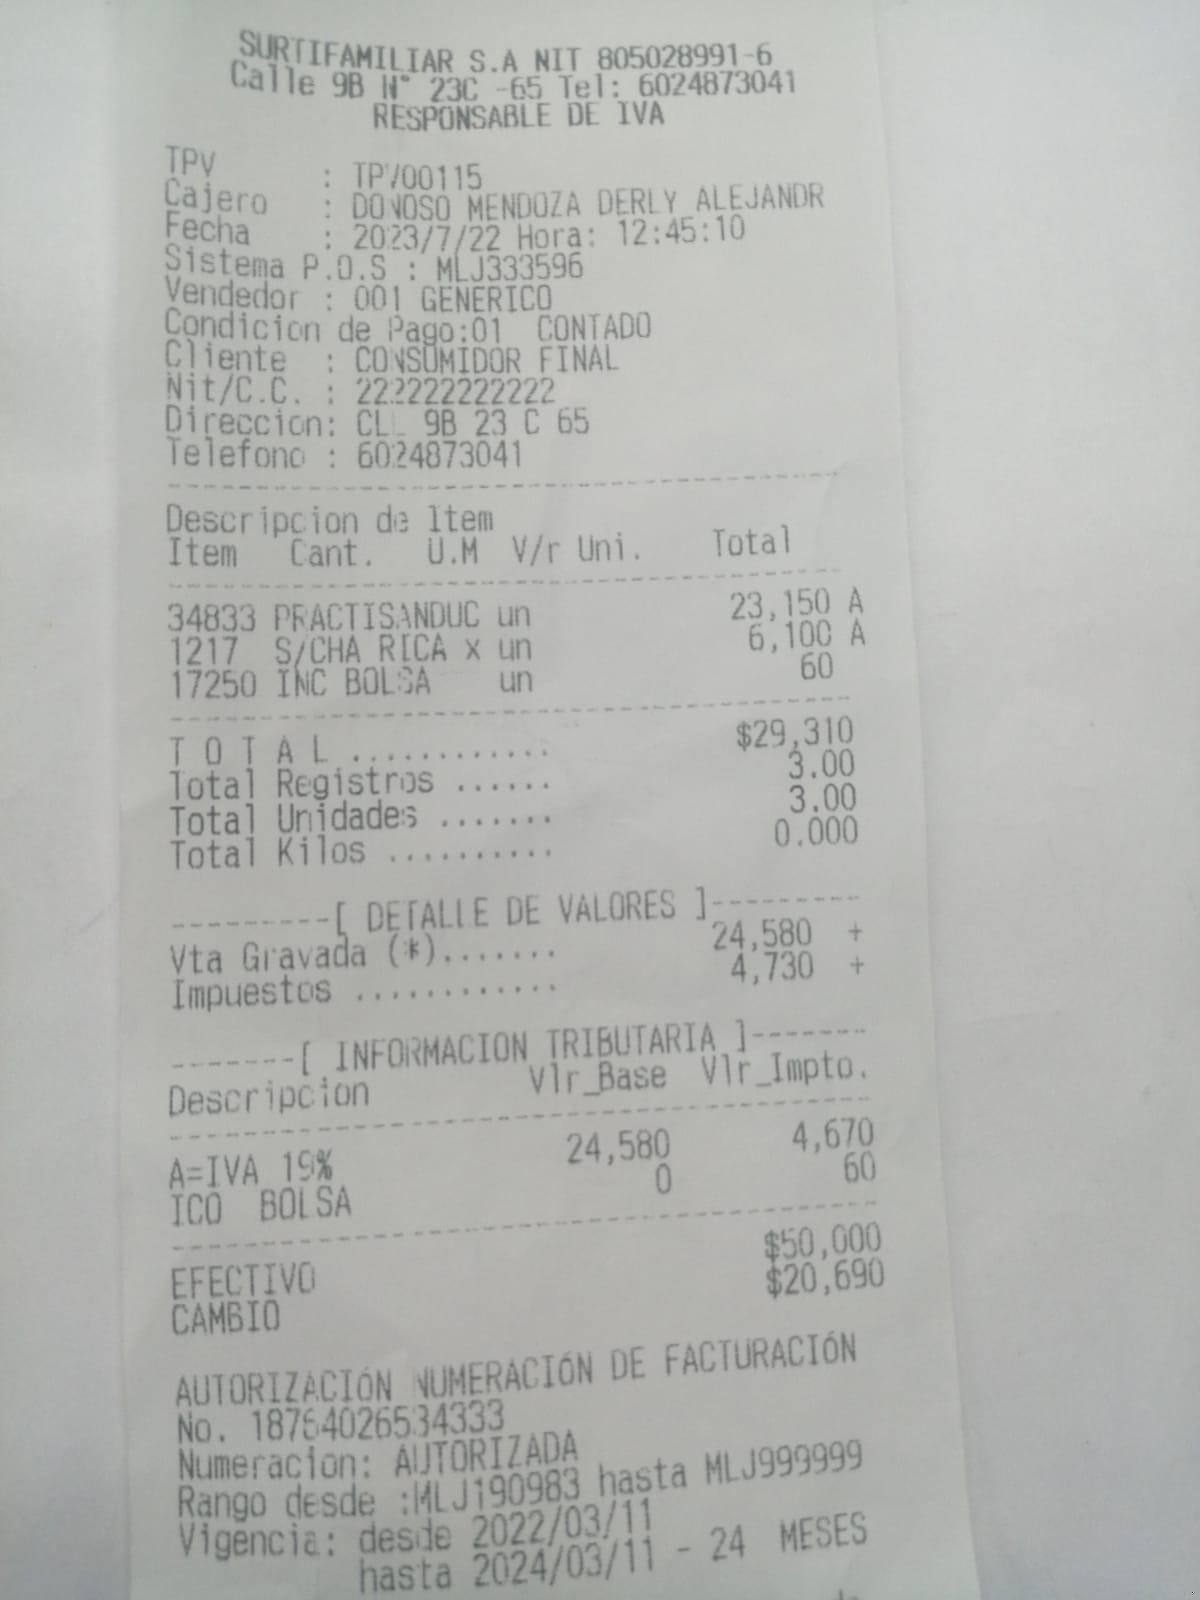 SURTIFAMILIAR S.A NIT 805028991-6
Calle 9B N° 23C -65 Tel: 6024873041
RESPONSABLE DE IVA
TPV : TPV00115
Cajero : DONOSO MENDOZA DERLY ALEJANDR
Fecha : 2023/7/22 Hora: 12:45:10
Sistema P.O.S : MLJ333596
Vendedor : 001 GENERICO
Condicion de Pago:01 CONTADO
Cliente : CONSUMIDOR FINAL
Nit/C.C. : 222222222222
Direccion: CLL 9B 23 C 65
Telefono : 6024873041
Descripcion de Item
Item Cant. U.M V/r Uni. Total
34833 PRACTISANDUC un 23,150 A
1217 S/CHA RICA x un 6,100 A
17250 INC BOLSA un 60
T O T A L ............ $29,310
Total Registros ...... 3.00
Total Unidades ....... 3.00
Total Kilos .......... 0.000
---------[ DETALLE DE VALORES ]---------
Vta Gravada (*)....... 24,580 +
Impuestos ............ 4,730 +
-------[ INFORMACION TRIBUTARIA ]-------
Descripcion Vlr_Base Vlr_Impto.
A=IVA 19% 24,580 4,670
ICO BOLSA 0 60
EFECTIVO $50,000
CAMBIO $20,690
AUTORIZACIÓN NUMERACIÓN DE FACTURACIÓN
No. 18764026534333
Numeracion: AUTORIZADA
Rango desde :MLJ190983 hasta MLJ999999
Vigencia: desde 2022/03/11
hasta 2024/03/11 - 24 MESES